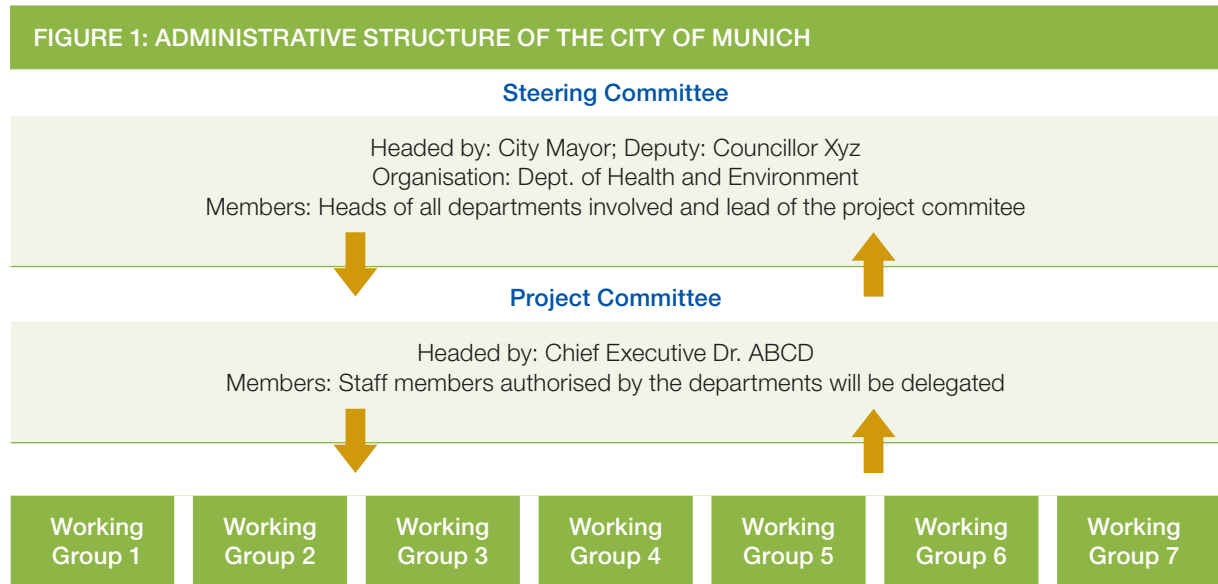 FIGURE 1: ADMINISTRATIVE STRUCTURE OF THE CITY OF MUNICH
Steering Committee
Headed by: City Mayor; Deputy: Councillor Xyz
Organisation: Dept. of Health and Environment
Members: Heads of all departments involved and lead of the project commitee
Project Committee
Headed by: Chief Executive Dr. ABCD
Members: Staff members authorised by the departments will be delegated
Working
Group 1
Working
Group 2
Working
Group 3
Working
Group 4
Working
Group 5
Working
Group 6
Working
Group 7